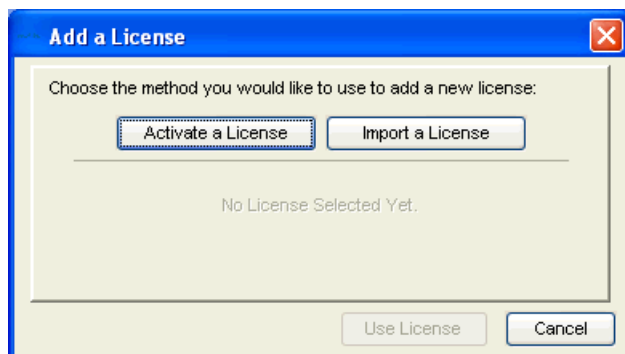 Add a License
Choose the method you would like to use to add a new license:
Activate a License Import a License
No License Selected Yet.
Use License Cancel